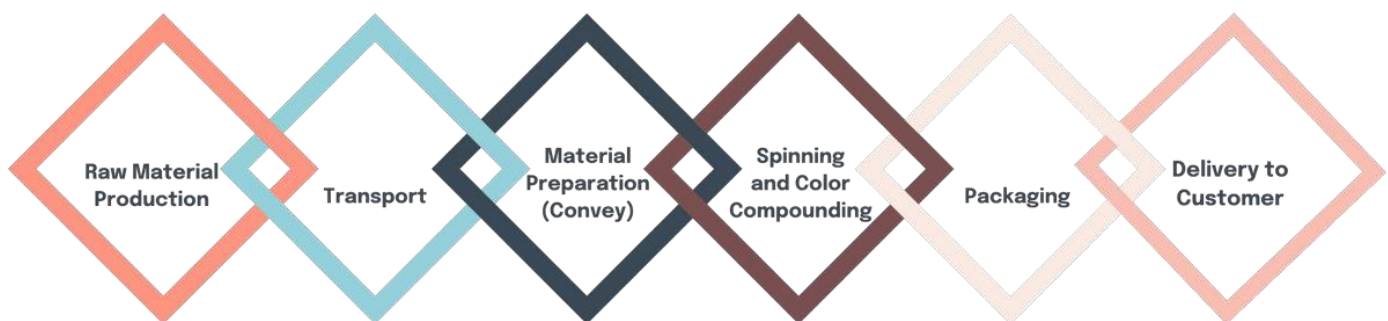 Raw Material
Production
Transport
Material
Preparation
(Convey)
Spinning
and Color
Compounding
Packaging
Delivery to
Customer